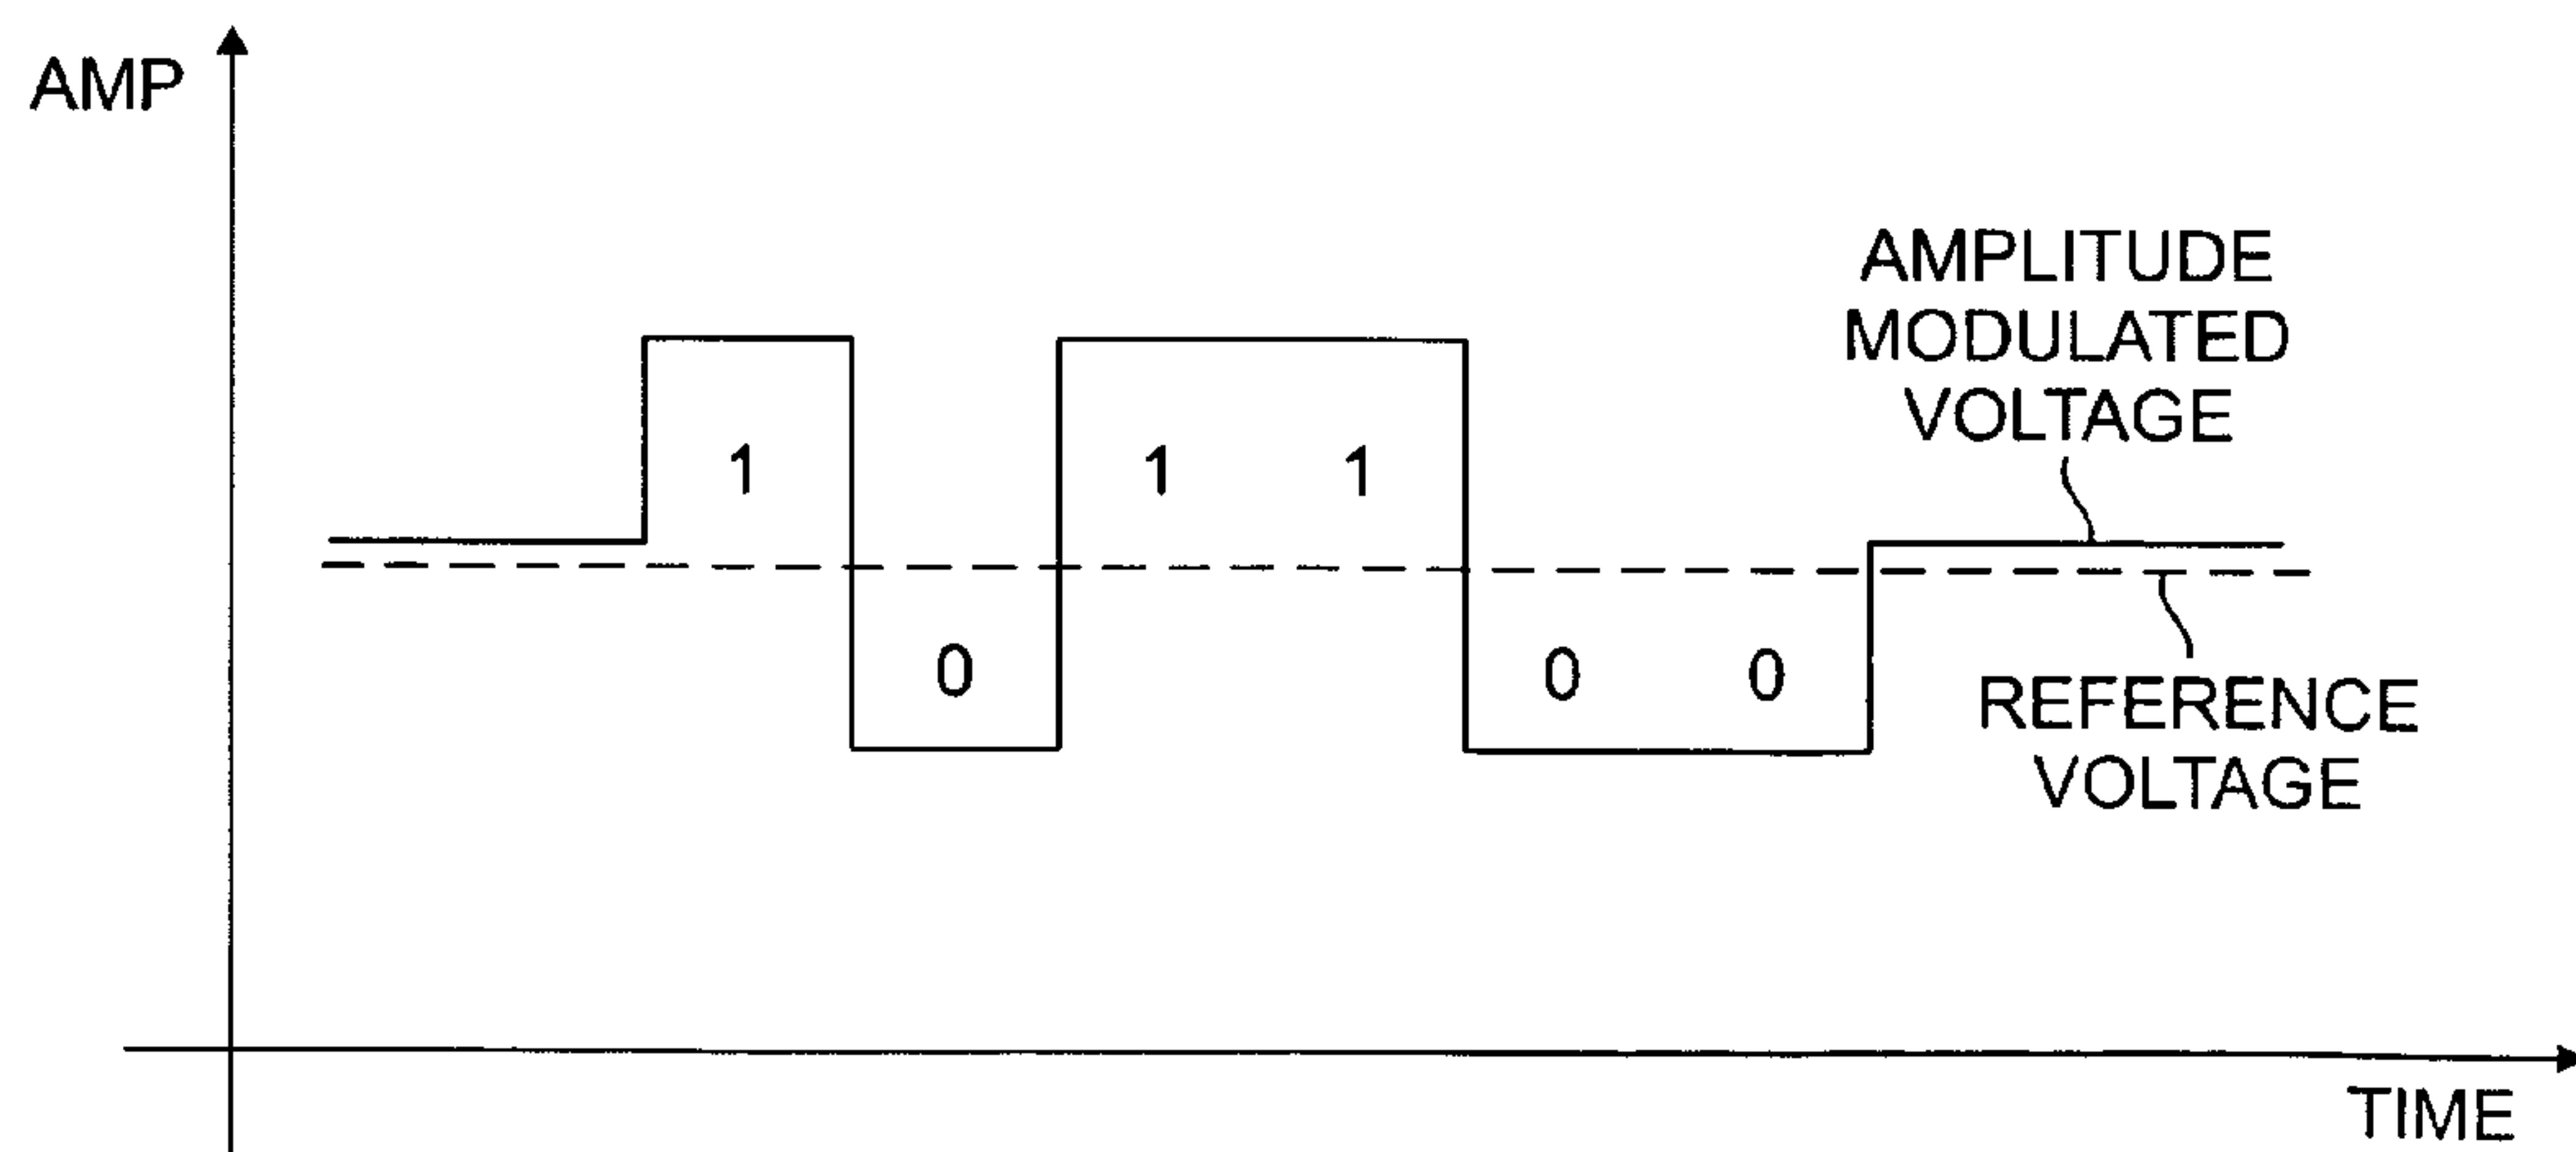 AMP
AMPLITUDE
MODULATED
VOLTAGE
1
1 1
0
0 0
REFERENCE
VOLTAGE
TIME